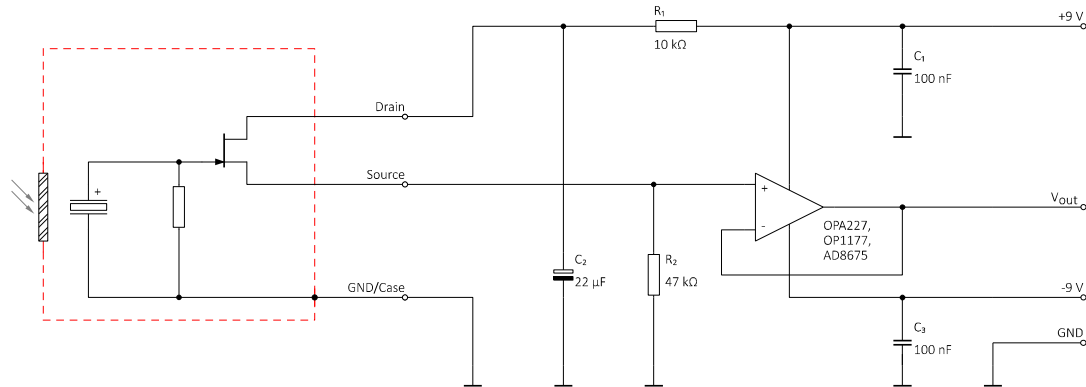 R₁
10 kΩ
+9 V
C₁
100 nF
Drain
Source
+
+
-
Vout
OPA227,
OP1177,
AD8675
C₂
22 µF
R₂
47 kΩ
GND/Case
-9 V
C₃
100 nF
GND